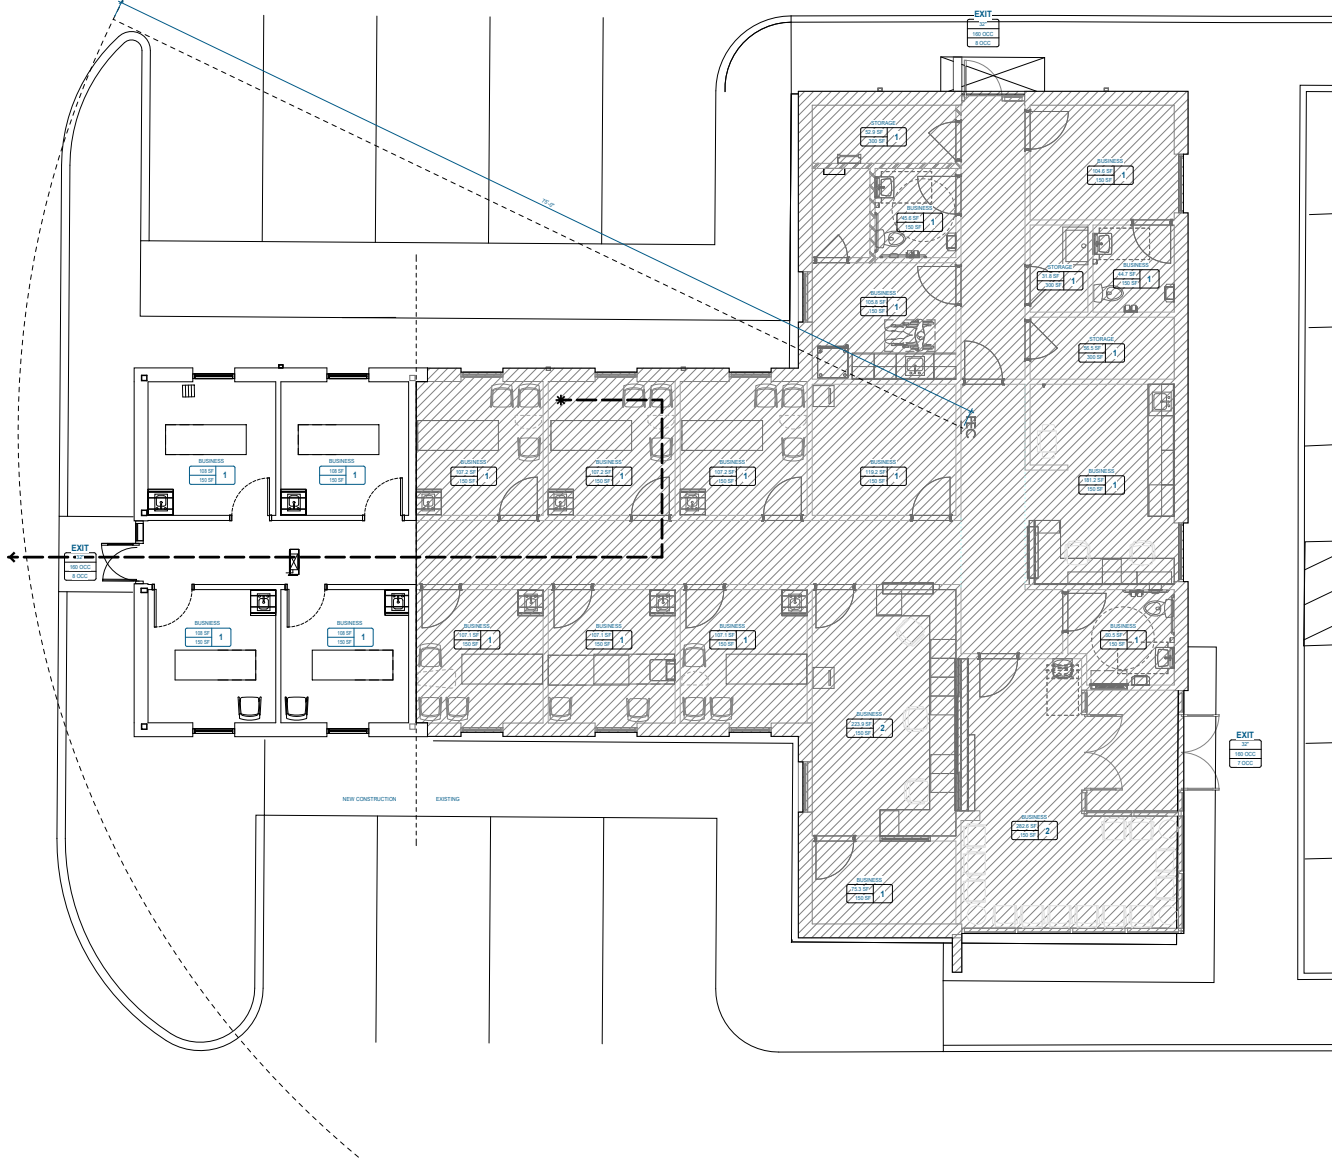 EXIT
32"
160 OCC
8 OCC
STORAGE
52.9 SF
300 SF
1
BUSINESS
104.6 SF
150 SF
1
75'-0"
BUSINESS
45.8 SF
150 SF
1
STORAGE
31.8 SF
300 SF
1
BUSINESS
44.7 SF
150 SF
1
BUSINESS
105.6 SF
150 SF
1
STORAGE
300 SF
1
FEC
BUSINESS
108 SF
150 SF
1
BUSINESS
108 SF
150 SF
1
BUSINESS
107.2 SF
150 SF
1
BUSINESS
107.2 SF
150 SF
1
BUSINESS
107.2 SF
150 SF
1
BUSINESS
119.2 SF
150 SF
1
BUSINESS
181.2 SF
150 SF
1
EXIT
32"
160 OCC
8 OCC
BUSINESS
108 SF
150 SF
1
BUSINESS
108 SF
150 SF
1
BUSINESS
107.1 SF
150 SF
1
BUSINESS
107.1 SF
150 SF
1
BUSINESS
107.1 SF
150 SF
1
BUSINESS
150 SF
1
BUSINESS
223.9 SF
150 SF
2
EXIT
32"
160 OCC
7 OCC
NEW CONSTRUCTION
EXISTING
BUSINESS
262.6 SF
150 SF
2
BUSINESS
75.3 SF
150 SF
1